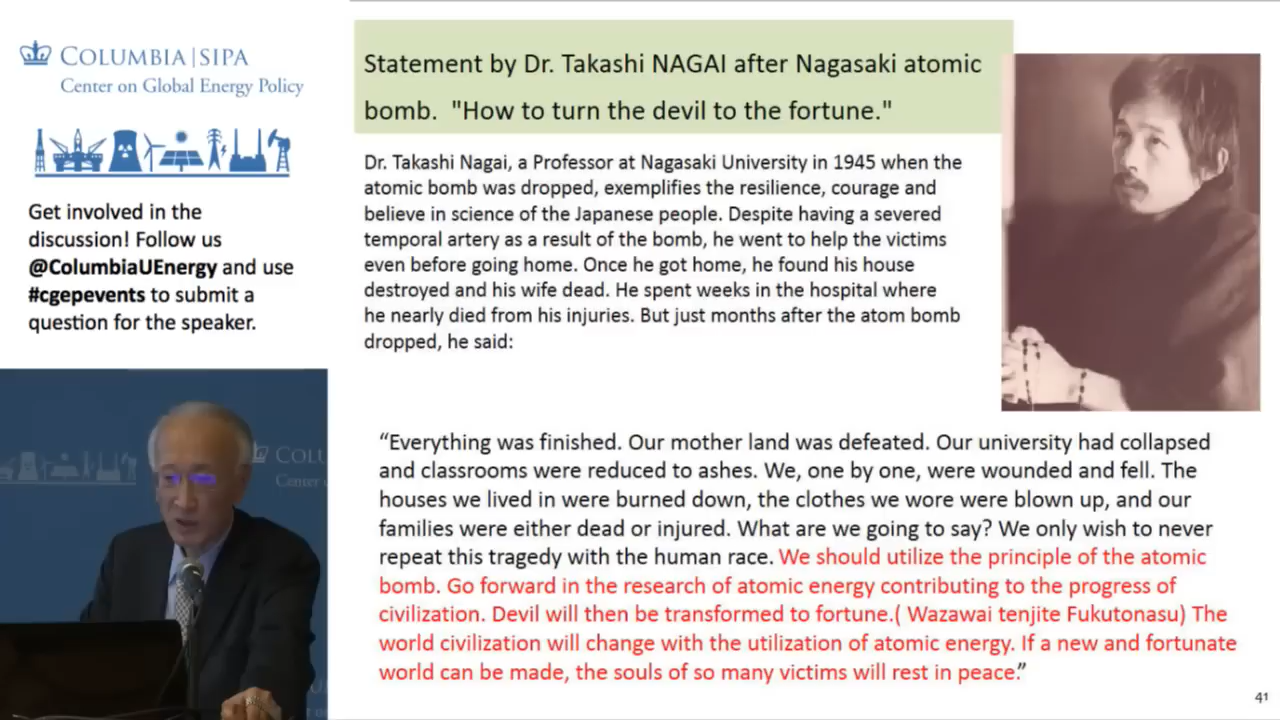 COLUMBIA | SIPA
Center on Global Energy Policy
Get involved in the
discussion! Follow us
@ColumbiaUEnergy and use
#cgepevents to submit a
question for the speaker.
Statement by Dr. Takashi NAGAI after Nagasaki atomic
bomb. "How to turn the devil to the fortune."
Dr. Takashi Nagai, a Professor at Nagasaki University in 1945 when the
atomic bomb was dropped, exemplifies the resilience, courage and
believe in science of the Japanese people. Despite having a severed
temporal artery as a result of the bomb, he went to help the victims
even before going home. Once he got home, he found his house
destroyed and his wife dead. He spent weeks in the hospital where
he nearly died from his injuries. But just months after the atom bomb
dropped, he said:
“Everything was finished. Our mother land was defeated. Our university had collapsed
and classrooms were reduced to ashes. We, one by one, were wounded and fell. The
houses we lived in were burned down, the clothes we wore were blown up, and our
families were either dead or injured. What are we going to say? We only wish to never
repeat this tragedy with the human race. We should utilize the principle of the atomic
bomb. Go forward in the research of atomic energy contributing to the progress of
civilization. Devil will then be transformed to fortune.( Wazawai tenjite Fukutonasu) The
world civilization will change with the utilization of atomic energy. If a new and fortunate
world can be made, the souls of so many victims will rest in peace.”
41
COLU
Center